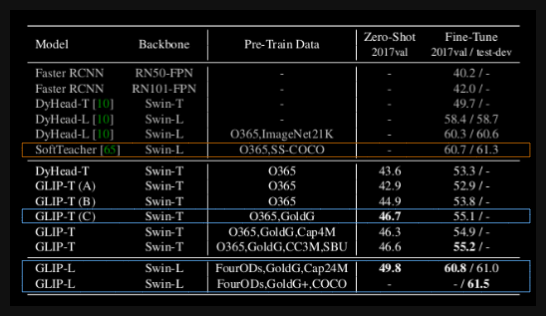 Model Backbone Pre-Train Data Zero-Shot Fine-Tune
2017val 2017val / test-dev
Faster RCNN RN50-FPN - - 40.2 / -
Faster RCNN RN101-FPN - - 42.0 / -
DyHead-T [10] Swin-T - - 49.7 / -
DyHead-L [10] Swin-L - - 58.4 / 58.7
DyHead-L [10] Swin-L O365,ImageNet21K - 60.3 / 60.6
SoftTeacher [65] Swin-L O365,SS-COCO - 60.7 / 61.3
DyHead-T Swin-T O365 43.6 53.3 / -
GLIP-T (A) Swin-T O365 42.9 52.9 / -
GLIP-T (B) Swin-T O365 44.9 53.8 / -
GLIP-T (C) Swin-T O365,GoldG 46.7 55.1 / -
GLIP-T Swin-T O365,GoldG,Cap4M 46.3 54.9 / -
GLIP-T Swin-T O365,GoldG,CC3M,SBU 46.6 55.2 / -
GLIP-L Swin-L FourODs,GoldG,Cap24M 49.8 60.8 / 61.0
GLIP-L Swin-L FourODs,GoldG+,COCO - - / 61.5